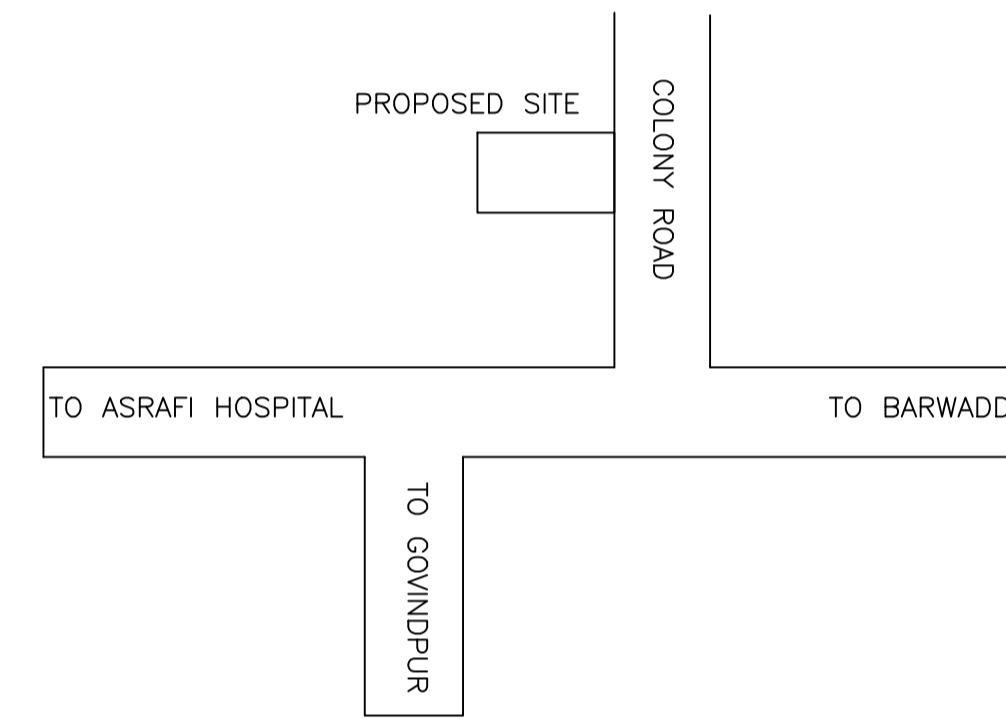 PROPOSED SITE
COLONY ROAD
TO ASRAFI HOSPITAL
TO BARWADD
TO GOVINDPUR